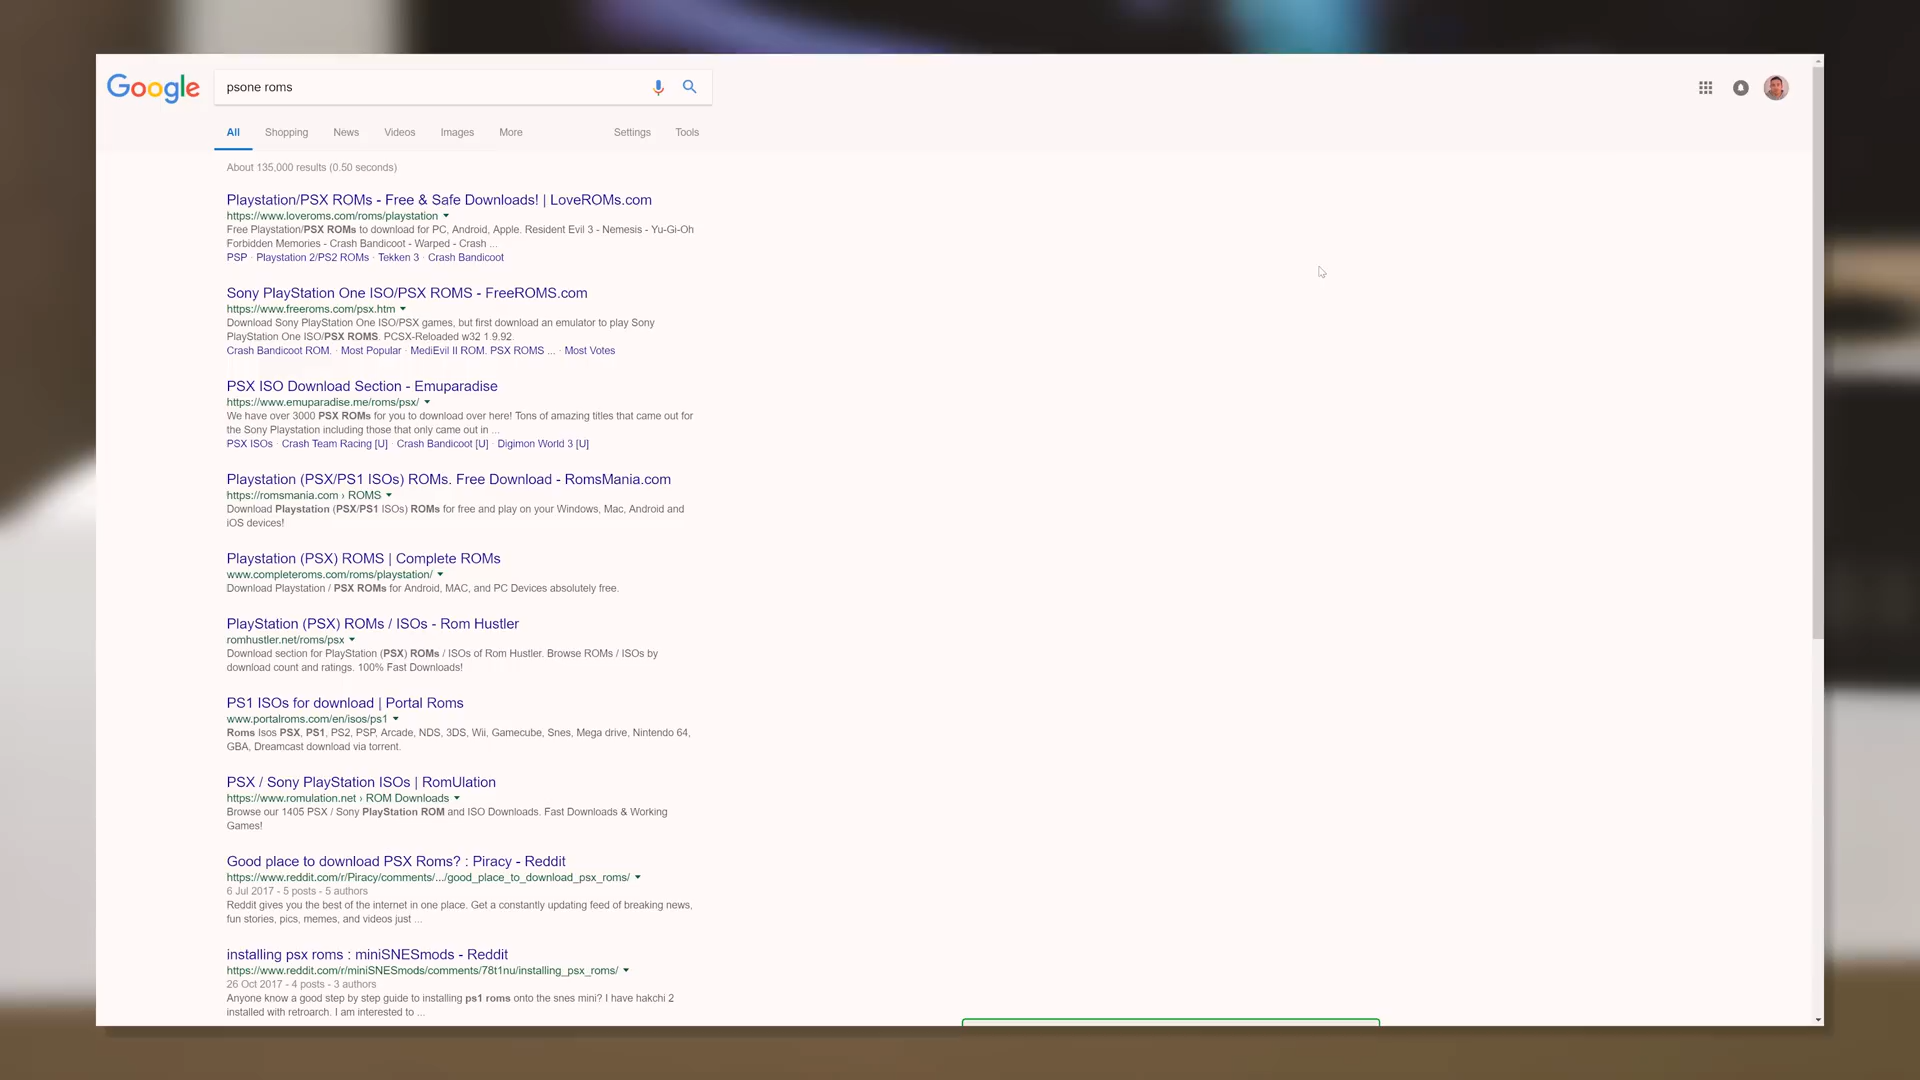 Google
psone roms
All Shopping News Videos Images More Settings Tools
About 135,000 results (0.50 seconds)
Playstation/PSX ROMs - Free & Safe Downloads! | LoveROMs.com
https://www.loveroms.com/roms/playstation
Free Playstation/PSX ROMs to download for PC, Android, Apple. Resident Evil 3 - Nemesis - Yu-Gi-Oh
Forbidden Memories - Crash Bandicoot - Warped - Crash ...
PSP · Playstation 2/PS2 ROMs · Tekken 3 · Crash Bandicoot
Sony PlayStation One ISO/PSX ROMS - FreeROMS.com
https://www.freeroms.com/psx.htm
Download Sony PlayStation One ISO/PSX games, but first download an emulator to play Sony
PlayStation One ISO/PSX ROMS. PCSX-Reloaded w32 1.9.92.
Crash Bandicoot ROM. · Most Popular · MediEvil II ROM. PSX ROMS ... · Most Votes
PSX ISO Download Section - Emuparadise
https://www.emuparadise.me/roms/psx/
We have over 3000 PSX ROMs for you to download over here! Tons of amazing titles that came out for
the Sony Playstation including those that only came out in ...
PSX ISOs · Crash Team Racing [U] · Crash Bandicoot [U] · Digimon World 3 [U]
Playstation (PSX/PS1 ISOs) ROMs. Free Download - RomsMania.com
https://romsmania.com › ROMS
Download Playstation (PSX/PS1 ISOs) ROMs for free and play on your Windows, Mac, Android and
iOS devices!
Playstation (PSX) ROMS | Complete ROMs
www.completeroms.com/roms/playstation/
Download Playstation / PSX ROMs for Android, MAC, and PC Devices absolutely free.
PlayStation (PSX) ROMs / ISOs - Rom Hustler
romhustler.net/roms/psx
Download section for PlayStation (PSX) ROMs / ISOs of Rom Hustler. Browse ROMs / ISOs by
download count and ratings. 100% Fast Downloads!
PS1 ISOs for download | Portal Roms
www.portalroms.com/en/isos/ps1
Roms Isos PSX, PS1, PS2, PSP, Arcade, NDS, 3DS, Wii, Gamecube, Snes, Mega drive, Nintendo 64,
GBA, Dreamcast download via torrent.
PSX / Sony PlayStation ISOs | RomUlation
https://www.romulation.net › ROM Downloads
Browse our 1405 PSX / Sony PlayStation ROM and ISO Downloads. Fast Downloads & Working
Games!
Good place to download PSX Roms? : Piracy - Reddit
https://www.reddit.com/r/Piracy/comments/.../good_place_to_download_psx_roms/
6 Jul 2017 - 5 posts - 5 authors
Reddit gives you the best of the internet in one place. Get a constantly updating feed of breaking news,
fun stories, pics, memes, and videos just ...
installing psx roms : miniSNESmods - Reddit
https://www.reddit.com/r/miniSNESmods/comments/78t1nu/installing_psx_roms/
26 Oct 2017 - 4 posts - 3 authors
Anyone know a good step by step guide to installing ps1 roms onto the snes mini? I have hakchi 2
installed with retroarch. I am interested to ...